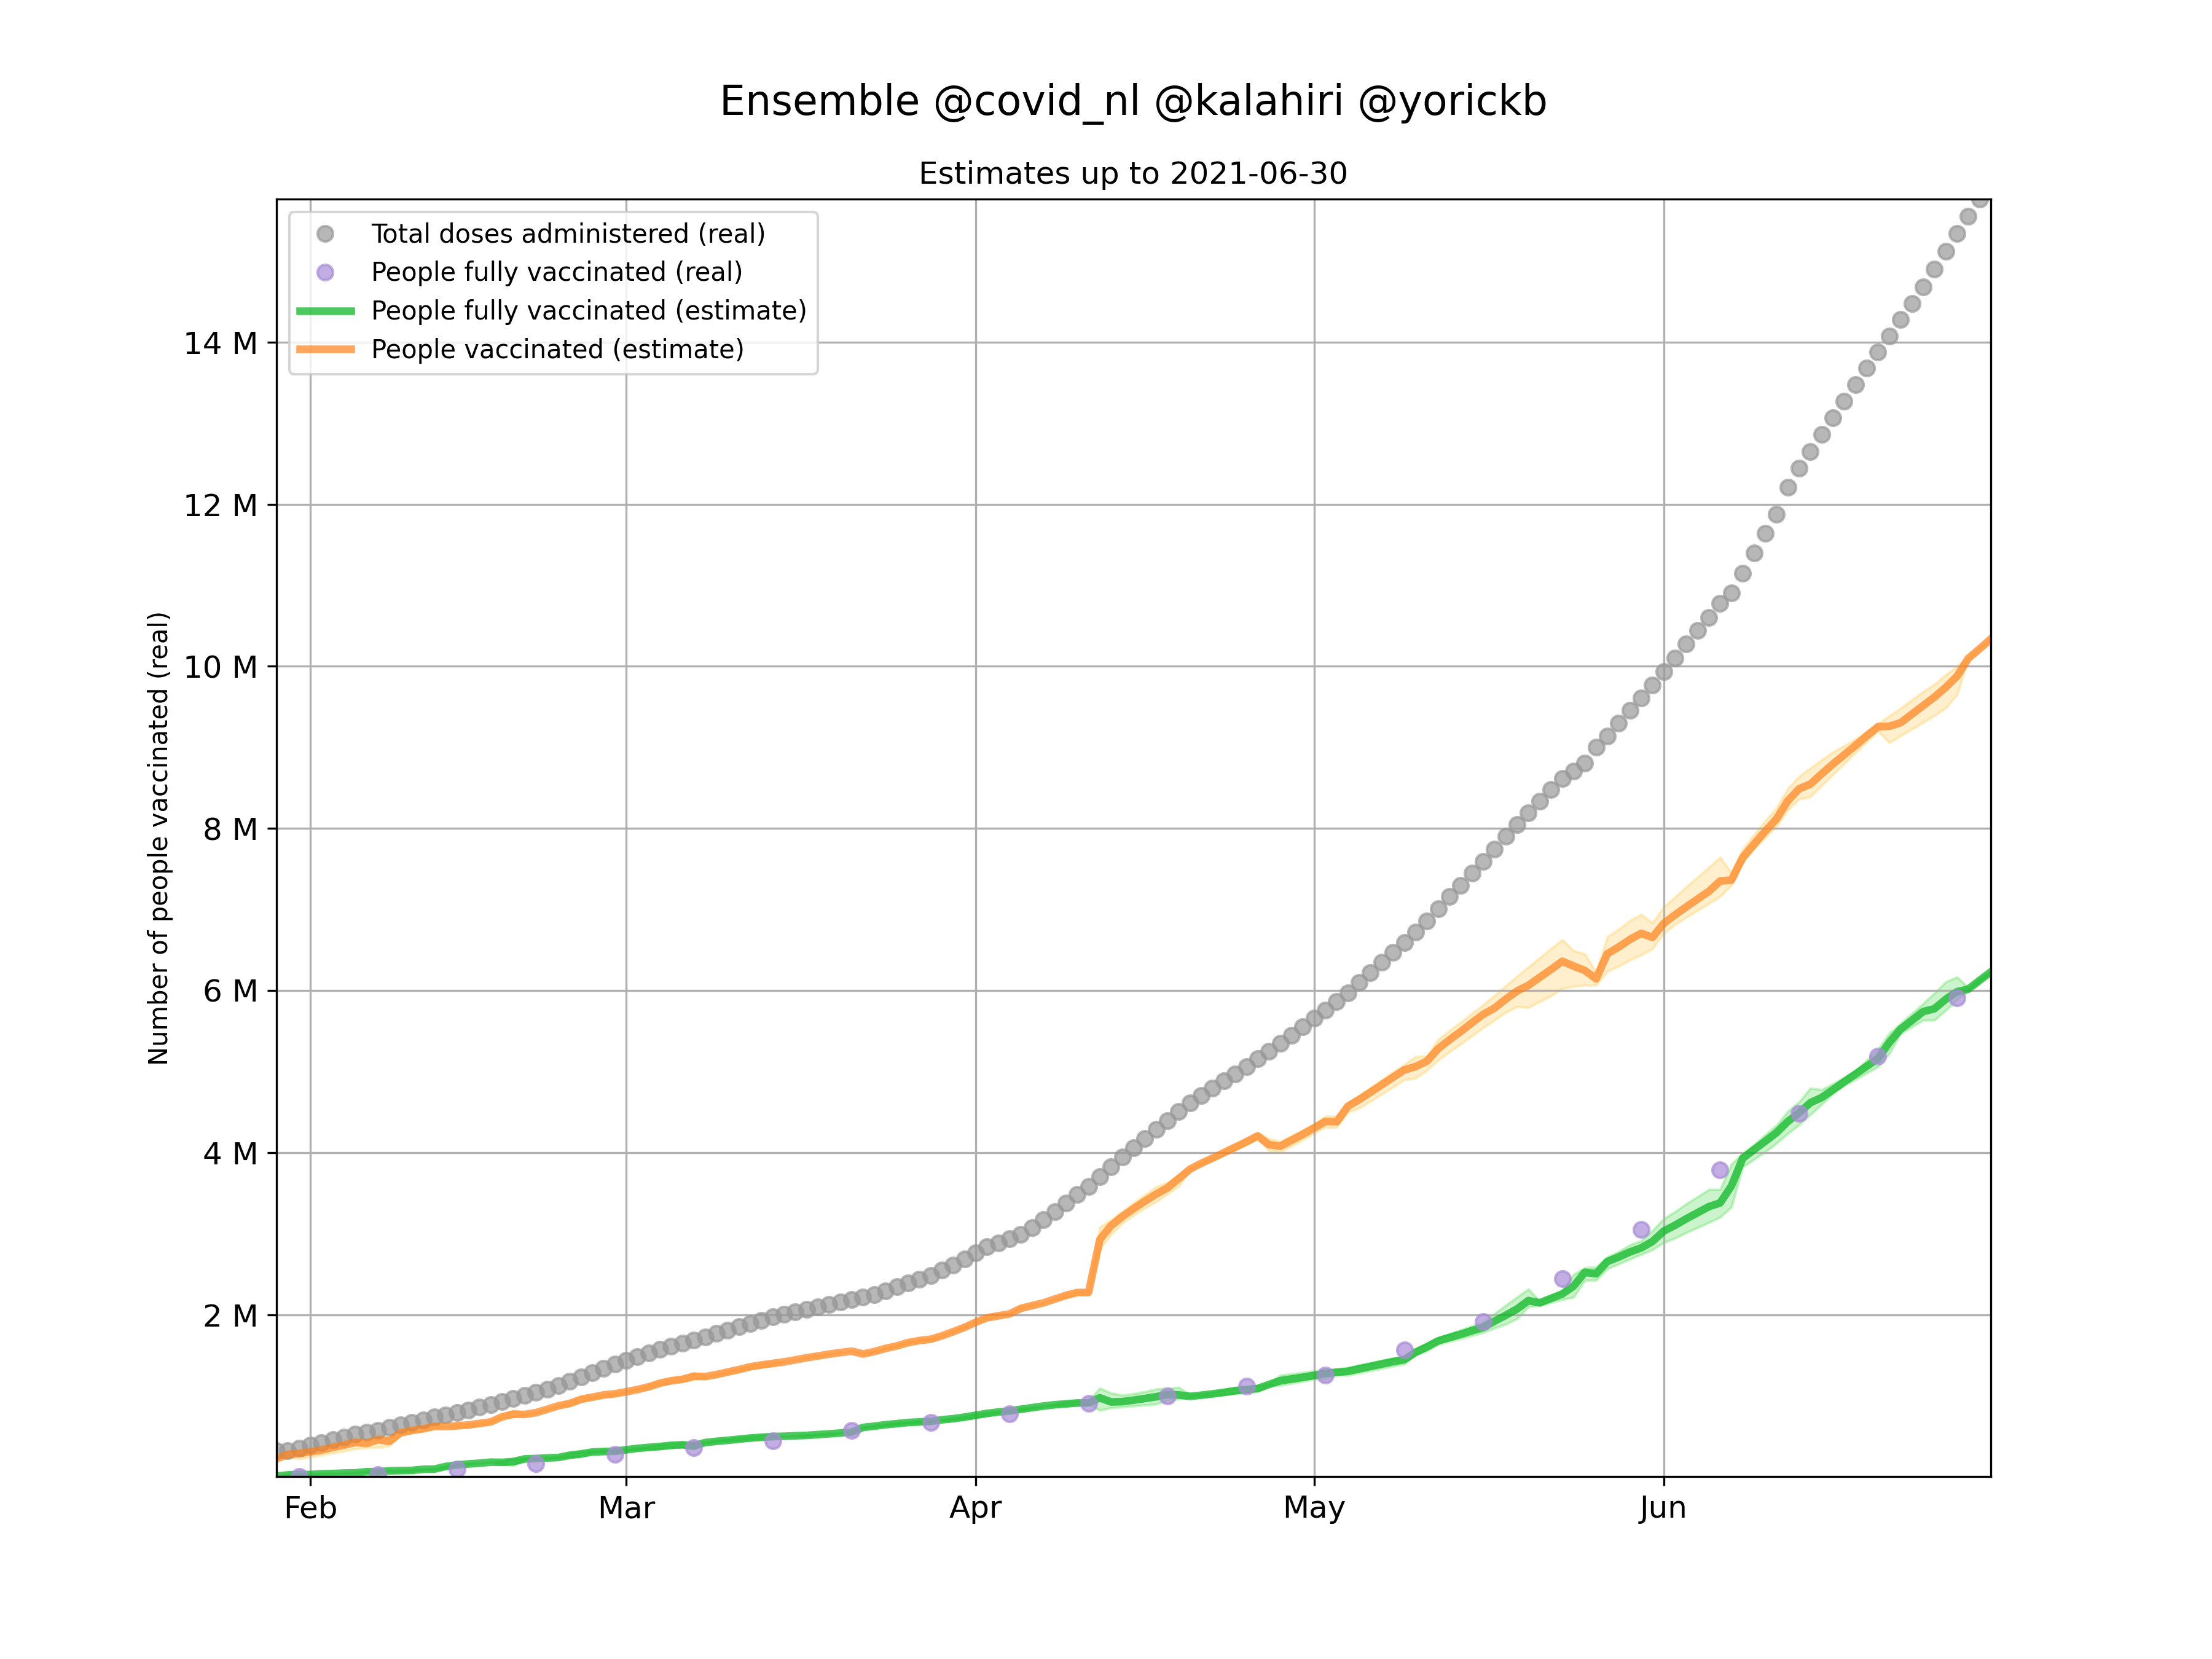 Ensemble @covid_nl @kalahiri @yorickb
Estimates up to 2021-06-30
Total doses administered (real)
People fully vaccinated (real)
People fully vaccinated (estimate)
People vaccinated (estimate)
Number of people vaccinated (real)
14 M
12 M
10 M
8 M
6 M
4 M
2 M
Feb
Mar
Apr
May
Jun